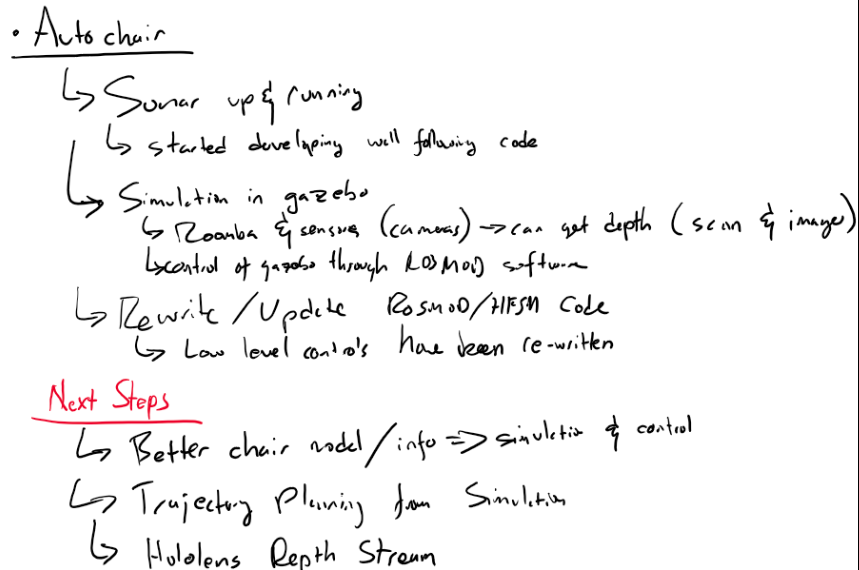 • Auto chair
↳ Sonar up & running
↳ started developing wall following code
↳ Simulation in gazebo
↳ Roomba & sensors (cameras) → can get depth (scan & image)
↳ control of gazebo through ROSMOD software
↳ Rewrite / Update ROSMOD/HFSM Code
↳ Low level controls have been re-written
Next Steps
↳ Better chair model/info => simulation & control
↳ Trajectory Planning from Simulation
↳ Hololens Depth Stream